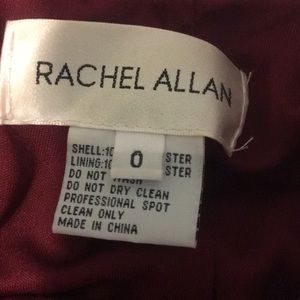 RACHEL ALLAN
0
SHELL:10 STER
LINING:10 STER
DO NOT WASH
DO NOT DRY CLEAN
PROFESSIONAL SPOT
CLEAN ONLY
MADE IN CHINA